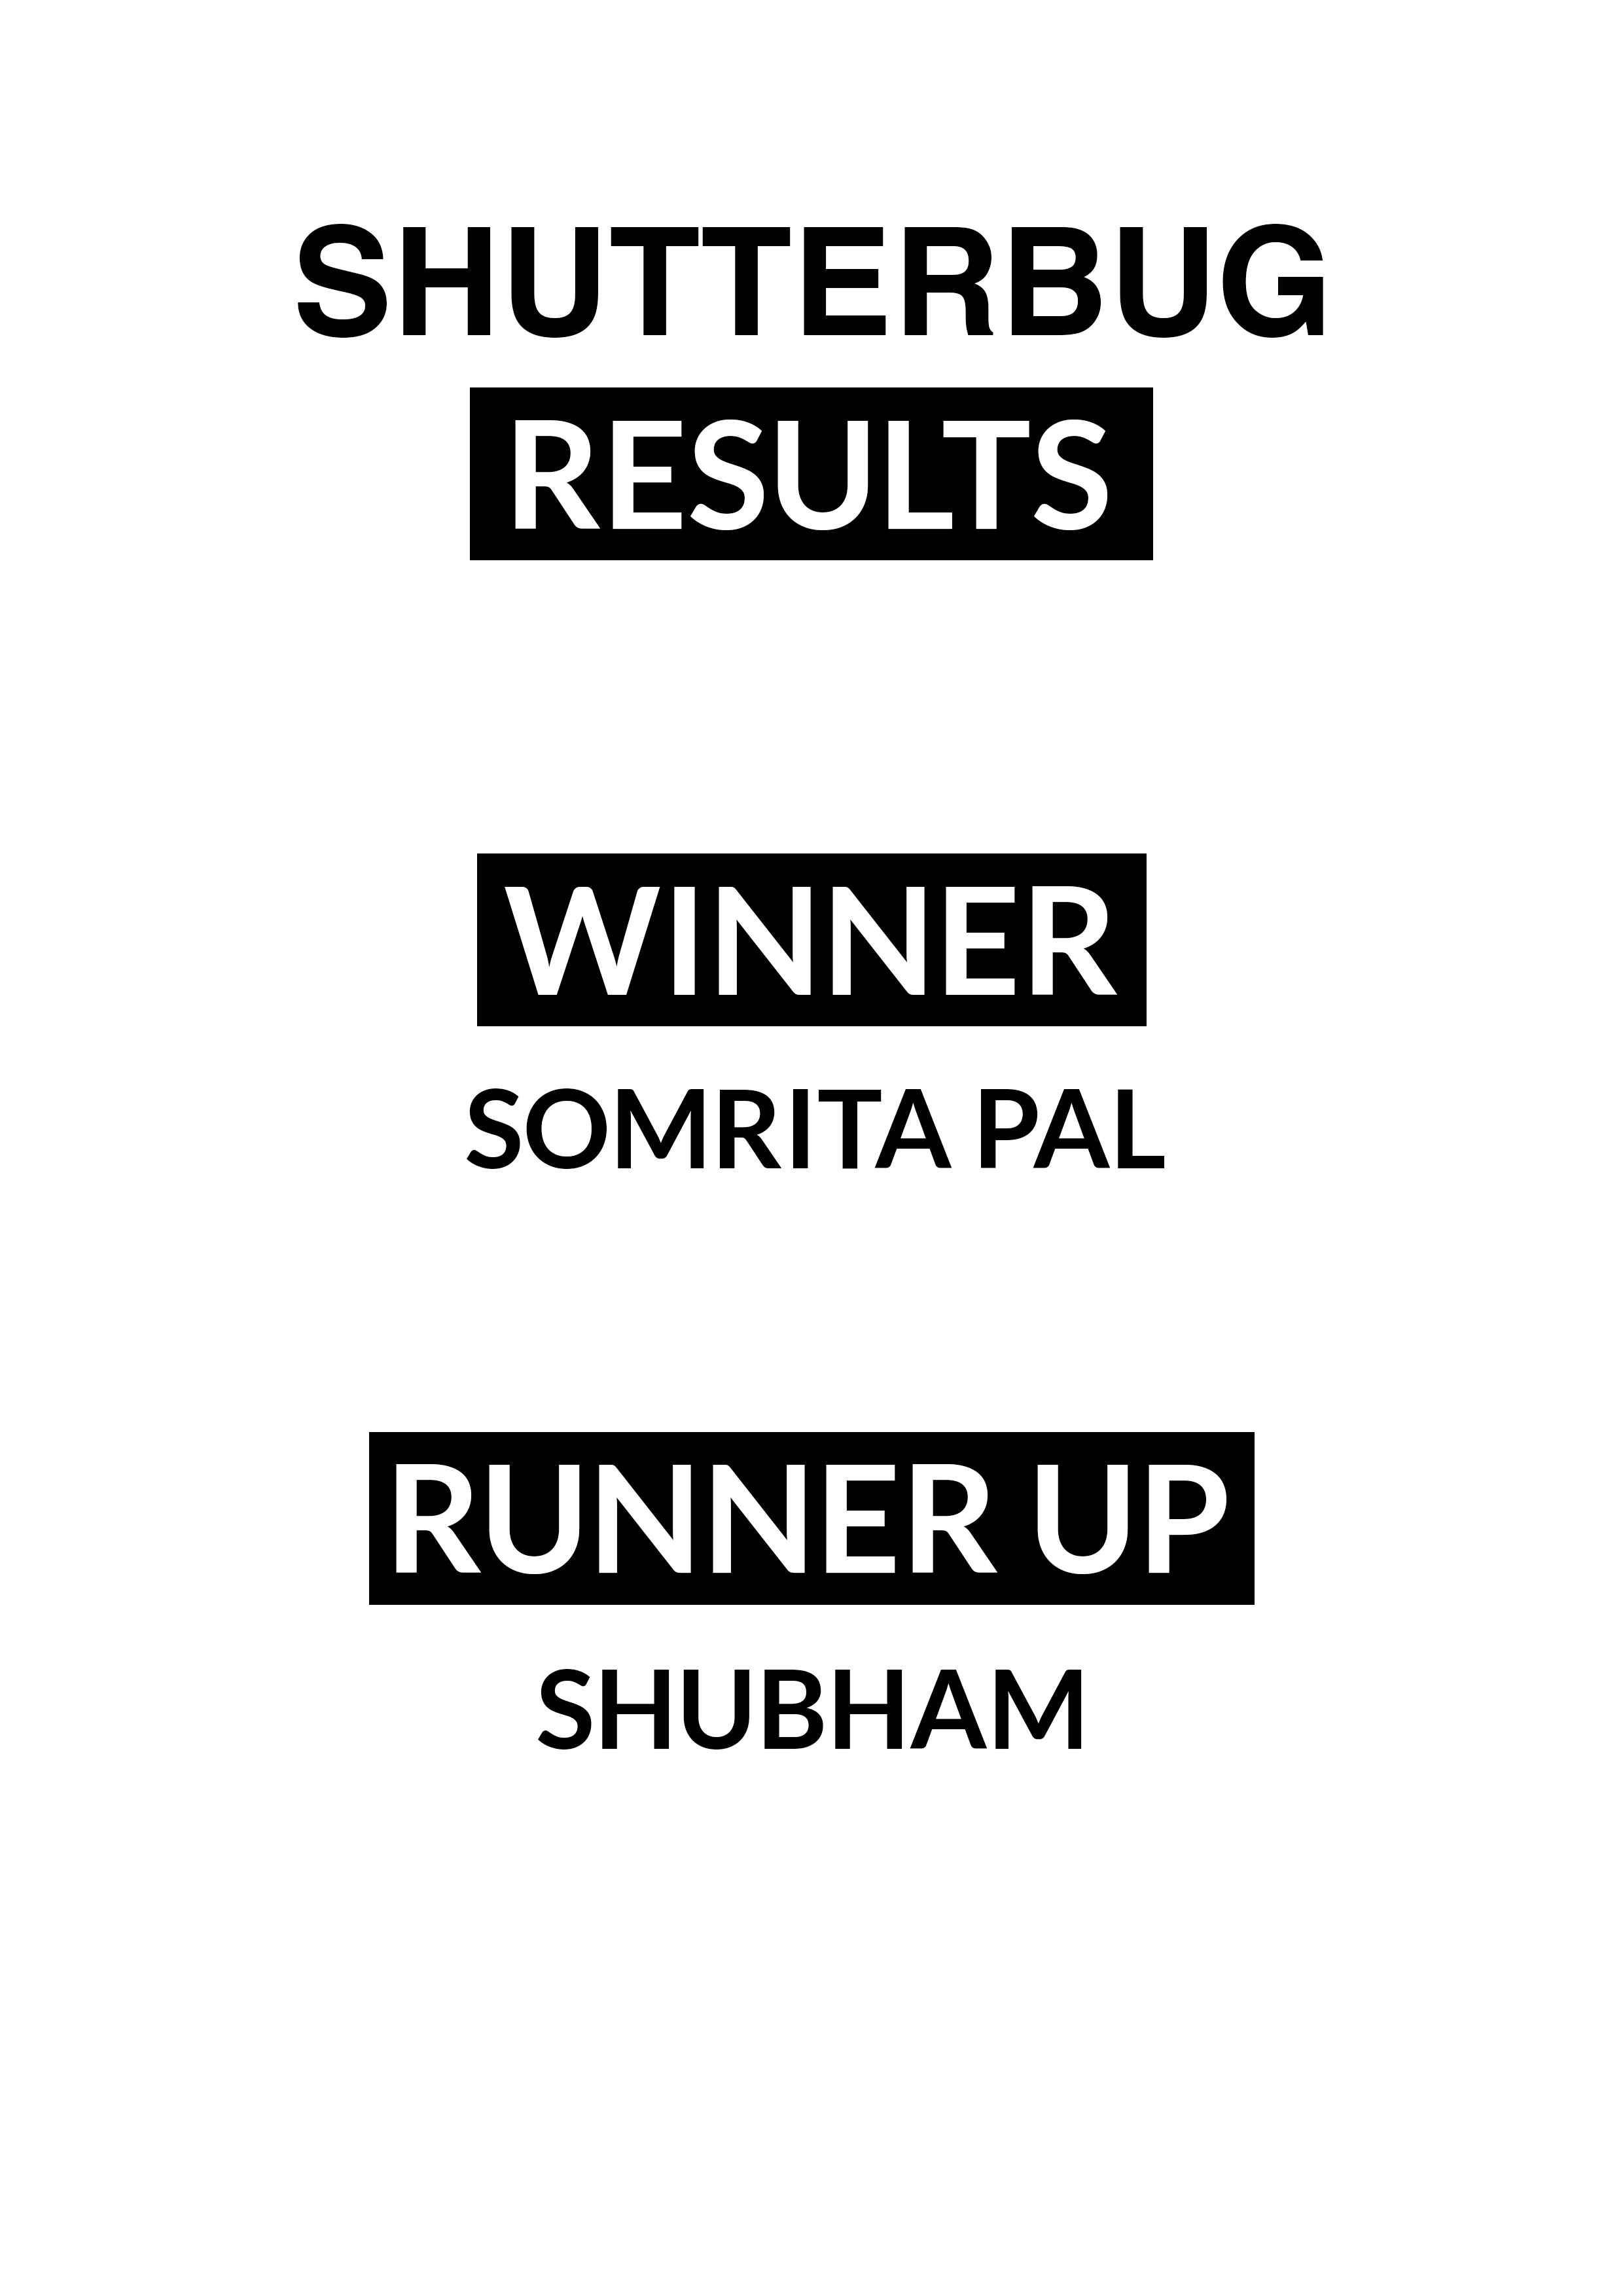 SHUTTERBUG
RESULTS
WINNER
SOMRITA PAL
RUNNER UP
SHUBHAM